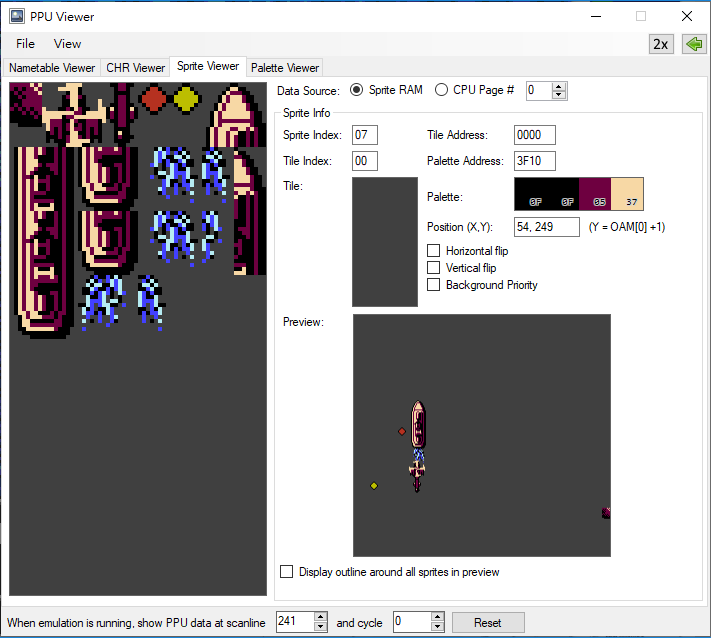 PPU Viewer
File View
2x
Nametable Viewer CHR Viewer Sprite Viewer Palette Viewer
Data Source: Sprite RAM CPU Page # 0
Sprite Info
Sprite Index: 07 Tile Address: 0000
Tile Index: 00 Palette Address: 3F10
Tile: Palette: 0F 0F 05 37
Position (X,Y): 54, 249 (Y = OAM[0] +1)
Horizontal flip
Vertical flip
Background Priority
Preview:
Display outline around all sprites in preview
When emulation is running, show PPU data at scanline 241 and cycle 0 Reset